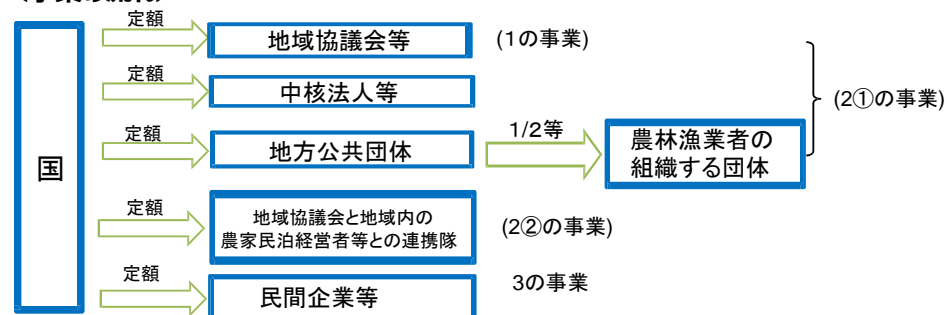 国
定額
地域協議会等
(1の事業)
定額
中核法人等
定額
地方公共団体
1/2等
農林漁業者の
組織する団体
(2①の事業)
定額
地域協議会と地域内の
農家民泊経営者等との連携隊
(2②の事業)
定額
民間企業等
3の事業